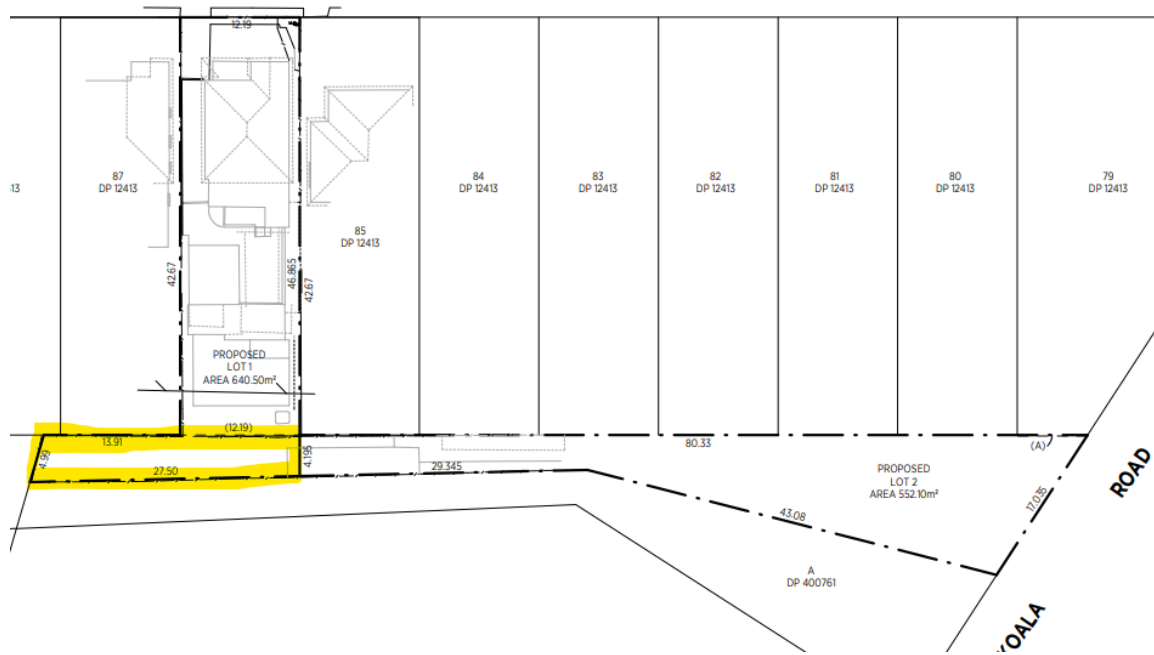 12.19
87
DP 12413
413
84
DP 12413
83
DP 12413
82
DP 12413
81
DP 12413
80
DP 12413
79
DP 12413
85
DP 12413
42.67
46.865
42.67
PROPOSED
LOT 1
AREA 640.50m²
(12.19)
13.91
4.99
27.50
4.195
29.345
80.33
(A)
PROPOSED
LOT 2
AREA 552.10m²
17.035
43.08
A
DP 400761
KOALA
ROAD